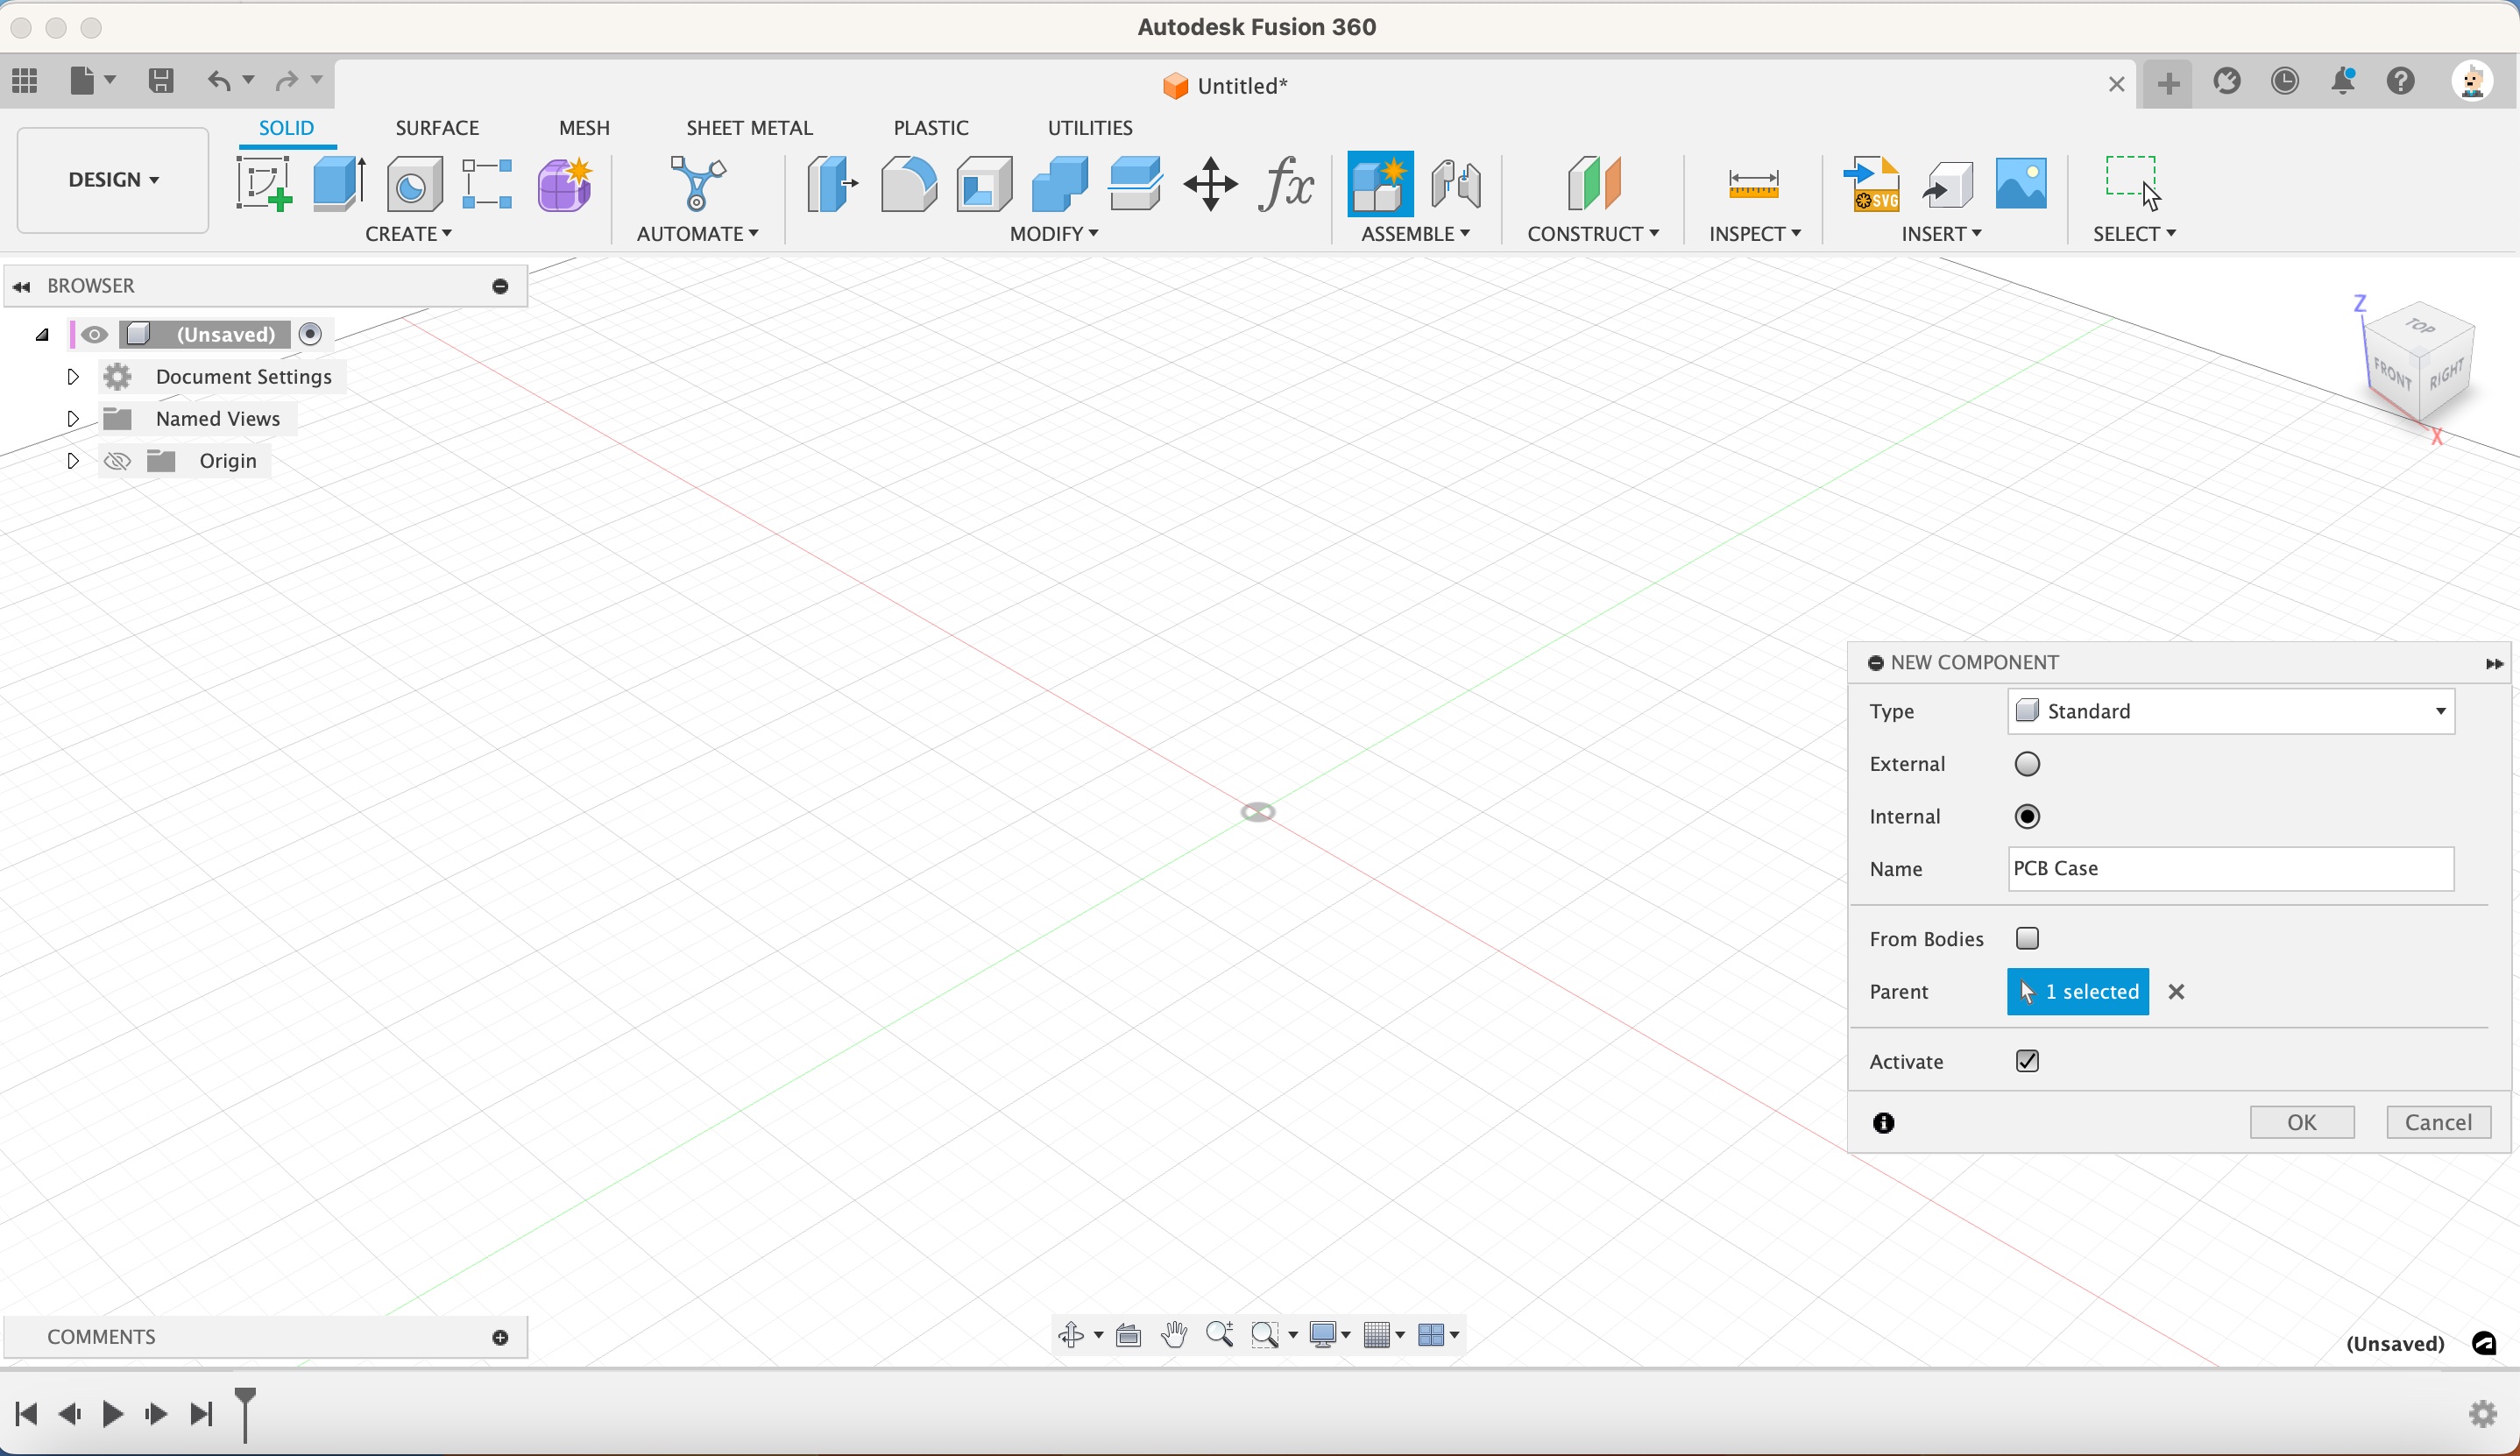 Autodesk Fusion 360
Untitled*
SOLID SURFACE MESH SHEET METAL PLASTIC UTILITIES
DESIGN
fx
SVG
CREATE AUTOMATE MODIFY ASSEMBLE CONSTRUCT INSPECT INSERT SELECT
BROWSER
(Unsaved)
Document Settings
Named Views
Origin
Z
TOP
FRONT RIGHT
X
NEW COMPONENT
Type Standard
External
Internal
Name PCB Case
From Bodies
Parent 1 selected
Activate
OK Cancel
COMMENTS
(Unsaved)